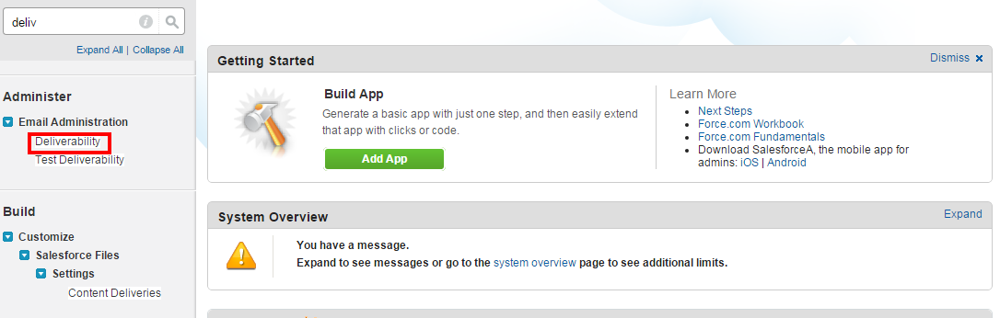 deliv
Expand All | Collapse All
Administer
Email Administration
Deliverability
Test Deliverability
Build
Customize
Salesforce Files
Settings
Content Deliveries
Getting Started
Dismiss
Build App
Generate a basic app with just one step, and then easily extend
that app with clicks or code.
Add App
Learn More
Next Steps
Force.com Workbook
Force.com Fundamentals
Download SalesforceA, the mobile app for
admins: iOS | Android
System Overview
Expand
You have a message.
Expand to see messages or go to the system overview page to see additional limits.